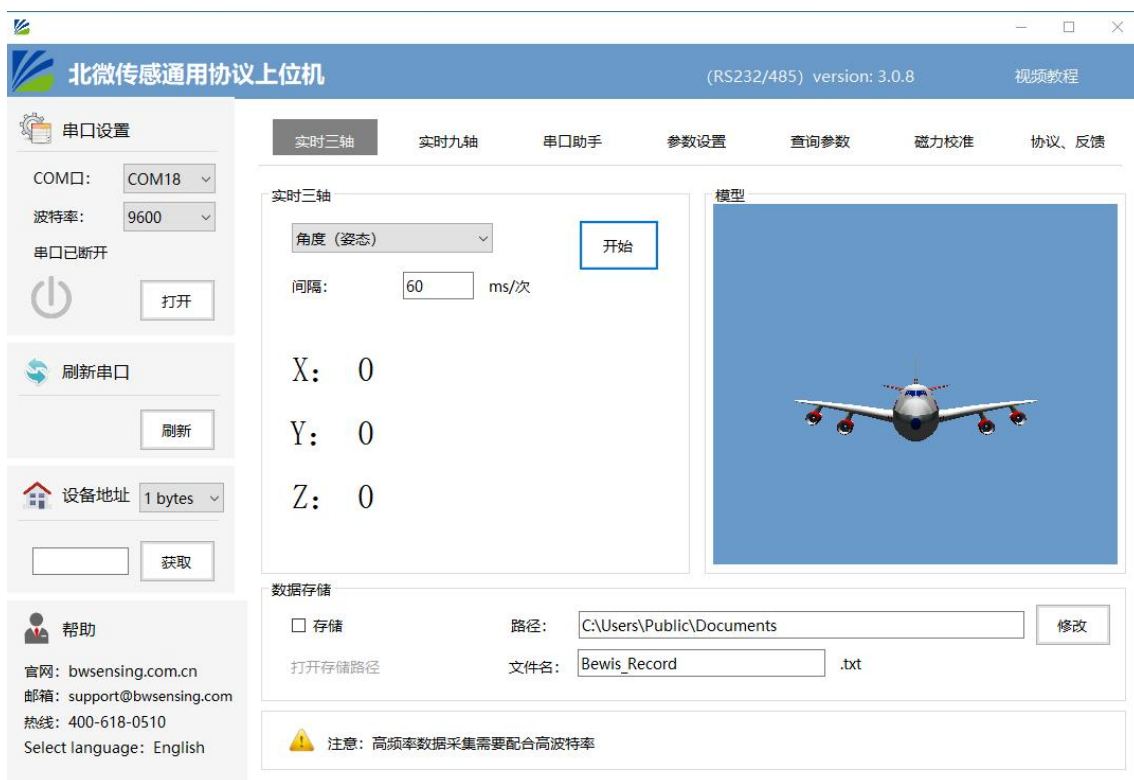 北微传感通用协议上位机
(RS232/485) version: 3.0.8
视频教程
串口设置
COM口: COM18
波特率: 9600
串口已断开
打开
刷新串口
刷新
设备地址 1 bytes
获取
帮助
官网: bwsensing.com.cn
邮箱: support@bwsensing.com
热线: 400-618-0510
Select language: English
实时三轴 实时九轴 串口助手 参数设置 查询参数 磁力校准 协议、反馈
实时三轴
角度（姿态）
开始
间隔: 60 ms/次
X: 0
Y: 0
Z: 0
模型
数据存储
存储 路径: C:\Users\Public\Documents 修改
打开存储路径 文件名: Bewis_Record .txt
注意: 高频率数据采集需要配合高波特率